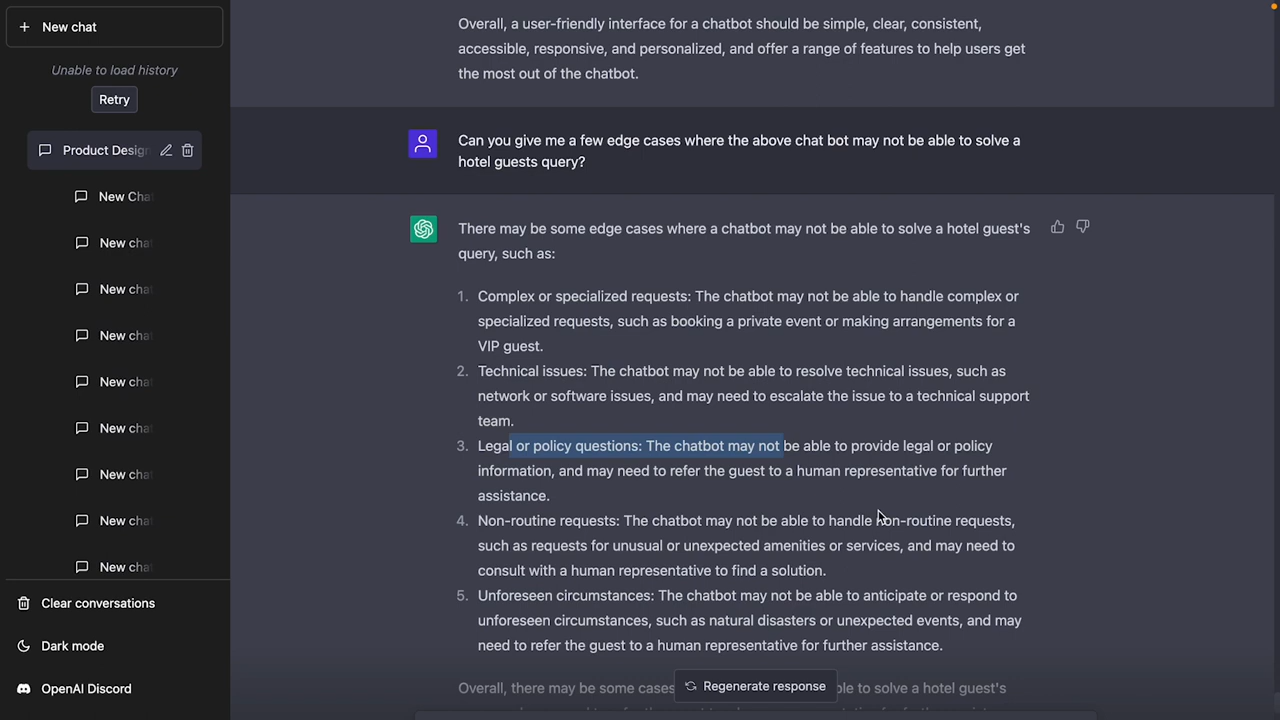 New chat
Unable to load history
Retry
Product Desig
New Cha
New cha
New cha
New cha
New cha
New cha
New cha
New cha
New cha
Clear conversations
Dark mode
OpenAI Discord
Overall, a user-friendly interface for a chatbot should be simple, clear, consistent,
accessible, responsive, and personalized, and offer a range of features to help users get
the most out of the chatbot.
Can you give me a few edge cases where the above chat bot may not be able to solve a
hotel guests query?
There may be some edge cases where a chatbot may not be able to solve a hotel guest's
query, such as:
1. Complex or specialized requests: The chatbot may not be able to handle complex or
specialized requests, such as booking a private event or making arrangements for a
VIP guest.
2. Technical issues: The chatbot may not be able to resolve technical issues, such as
network or software issues, and may need to escalate the issue to a technical support
team.
3. Legal or policy questions: The chatbot may not be able to provide legal or policy
information, and may need to refer the guest to a human representative for further
assistance.
4. Non-routine requests: The chatbot may not be able to handle non-routine requests,
such as requests for unusual or unexpected amenities or services, and may need to
consult with a human representative to find a solution.
5. Unforeseen circumstances: The chatbot may not be able to anticipate or respond to
unforeseen circumstances, such as natural disasters or unexpected events, and may
need to refer the guest to a human representative for further assistance.
Overall, there may be some cases ble to solve a hotel guest's
Regenerate response